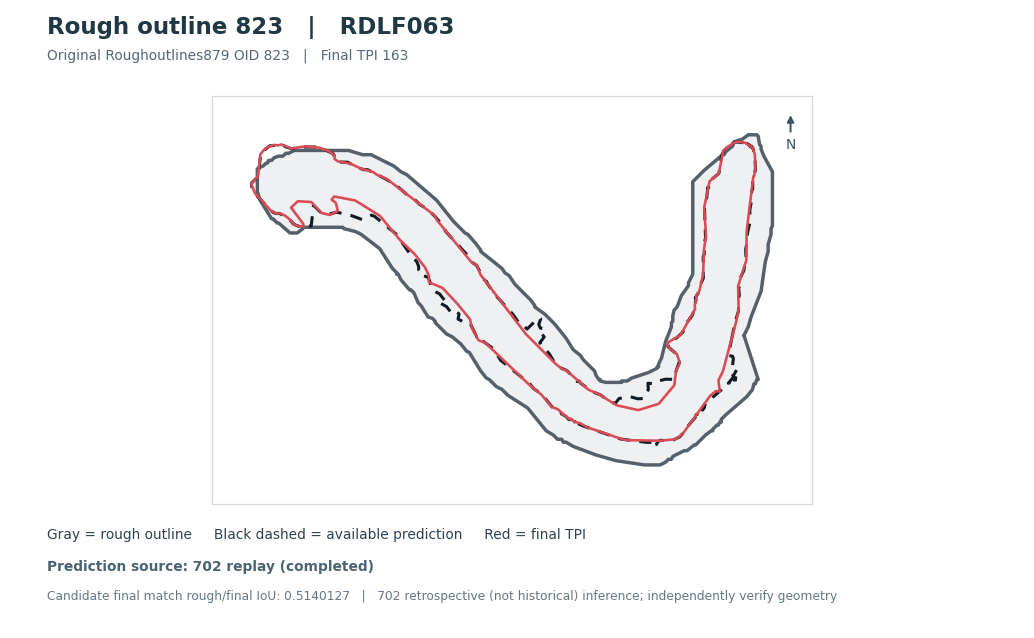 Rough outline 823   |   RDLF063
Original Roughoutlines879 OID 823   |   Final TPI 163
N
Gray = rough outline     Black dashed = available prediction     Red = final TPI
Prediction source: 702 replay (completed)
Candidate final match rough/final IoU: 0.5140127   |   702 retrospective (not historical) inference; independently verify geometry